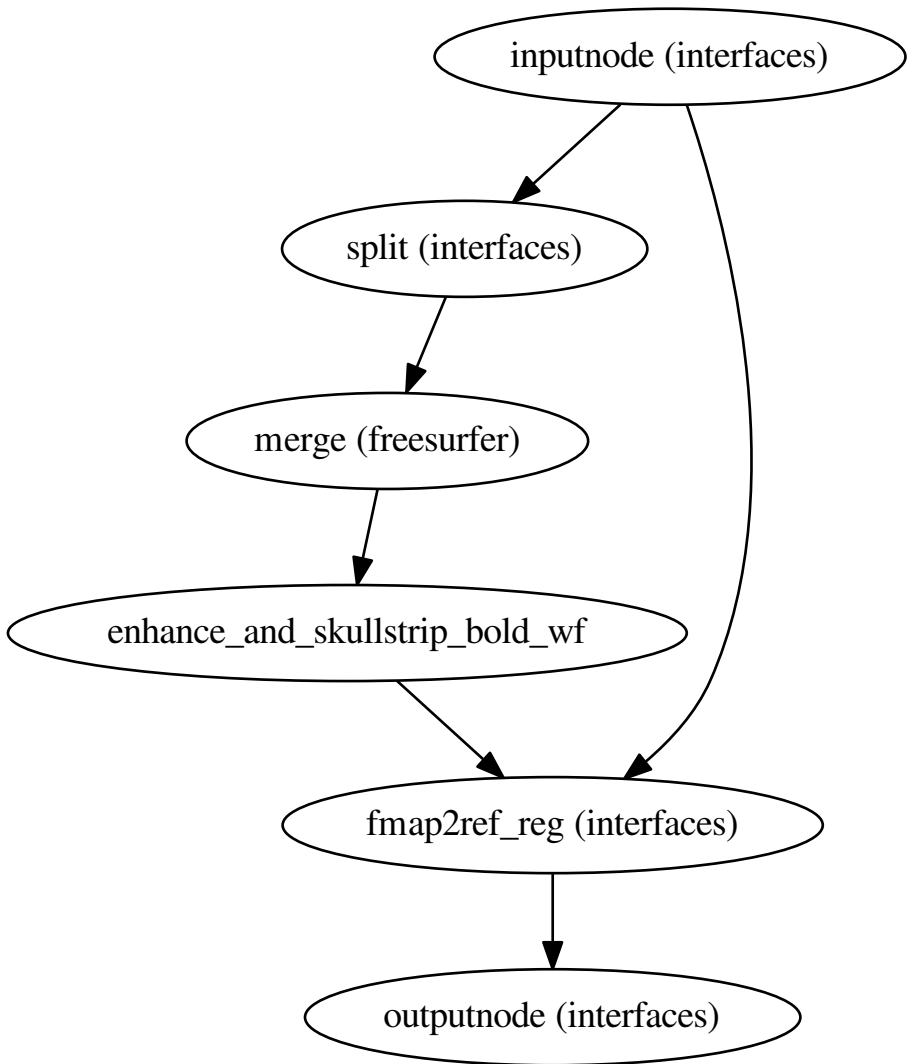 inputnode (interfaces)
split (interfaces)
merge (freesurfer)
enhance_and_skullstrip_bold_wf
fmap2ref_reg (interfaces)
outputnode (interfaces)